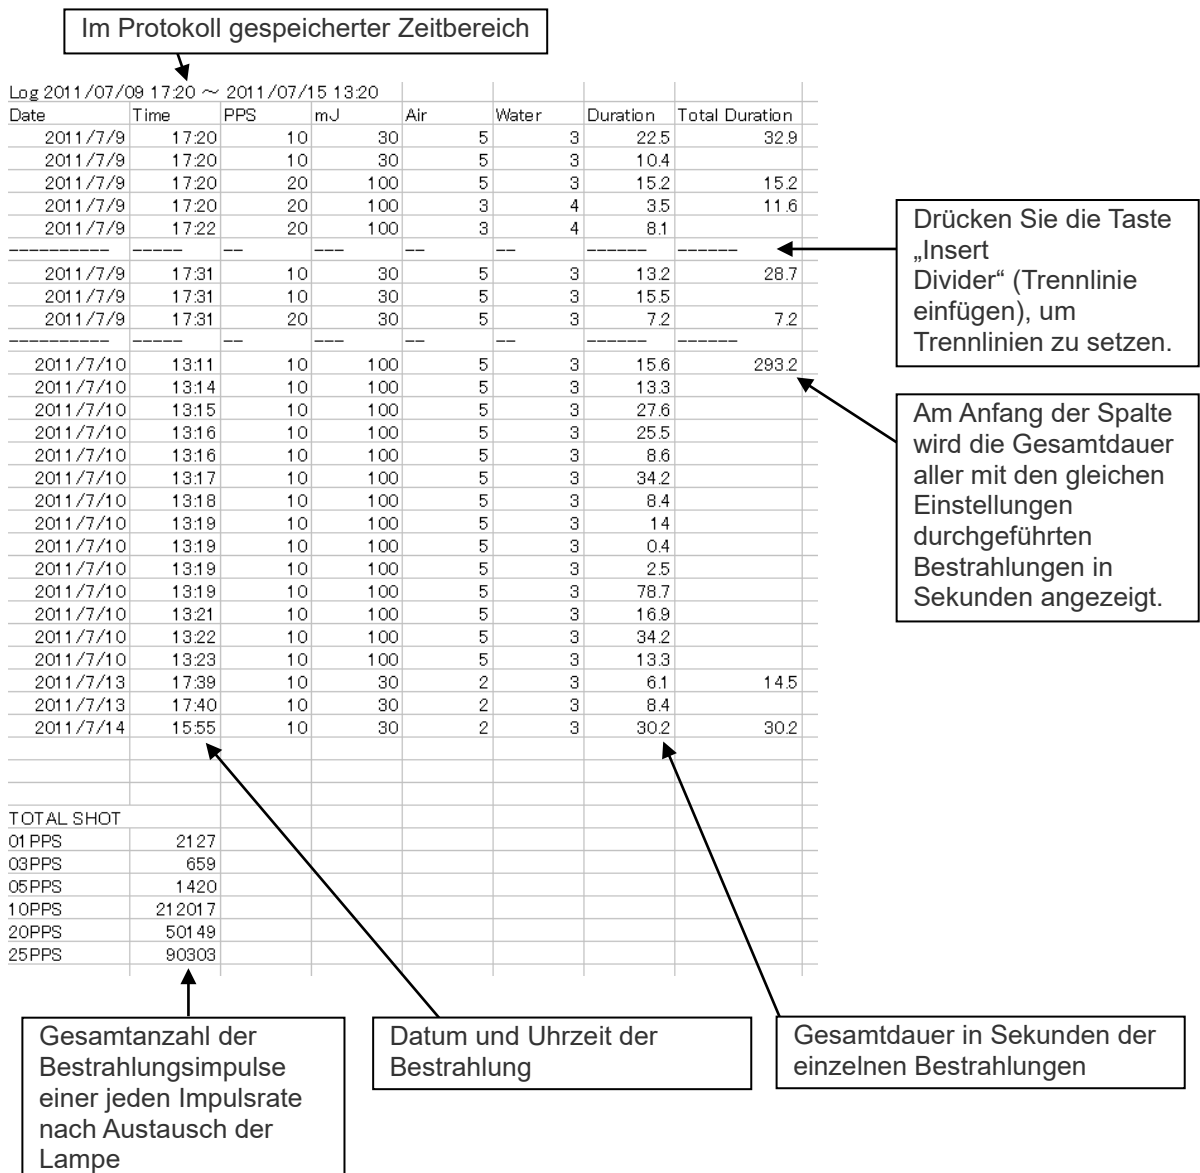 Im Protokoll gespeicherter Zeitbereich
Log 2011/07/09 17:20 ～ 2011/07/15 13:20
Date Time PPS mJ Air Water Duration Total Duration
2011/7/9 17:20 10 30 5 3 22.5 32.9
2011/7/9 17:20 10 30 5 3 10.4
2011/7/9 17:20 20 100 5 3 15.2 15.2
2011/7/9 17:20 20 100 3 4 3.5 11.6
2011/7/9 17:22 20 100 3 4 8.1
---------- ----- -- --- -- -- ------ ------
2011/7/9 17:31 10 30 5 3 13.2 28.7
2011/7/9 17:31 10 30 5 3 15.5
2011/7/9 17:31 20 30 5 3 7.2 7.2
---------- ----- -- --- -- -- ------ ------
2011/7/10 13:11 10 100 5 3 15.6 293.2
2011/7/10 13:14 10 100 5 3 13.3
2011/7/10 13:15 10 100 5 3 27.6
2011/7/10 13:16 10 100 5 3 25.5
2011/7/10 13:16 10 100 5 3 8.6
2011/7/10 13:17 10 100 5 3 34.2
2011/7/10 13:18 10 100 5 3 8.4
2011/7/10 13:19 10 100 5 3 14
2011/7/10 13:19 10 100 5 3 0.4
2011/7/10 13:19 10 100 5 3 2.5
2011/7/10 13:19 10 100 5 3 78.7
2011/7/10 13:21 10 100 5 3 16.9
2011/7/10 13:22 10 100 5 3 34.2
2011/7/10 13:23 10 100 5 3 13.3
2011/7/13 17:39 10 30 2 3 6.1 14.5
2011/7/13 17:40 10 30 2 3 8.4
2011/7/14 15:55 10 30 2 3 30.2 30.2
TOTAL SHOT
01PPS 2127
03PPS 659
05PPS 1420
10PPS 212017
20PPS 50149
25PPS 90303
Drücken Sie die Taste
„Insert
Divider“ (Trennlinie
einfügen), um
Trennlinien zu setzen.
Am Anfang der Spalte
wird die Gesamtdauer
aller mit den gleichen
Einstellungen
durchgeführten
Bestrahlungen in
Sekunden angezeigt.
Gesamtanzahl der
Bestrahlungsimpulse
einer jeden Impulsrate
nach Austausch der
Lampe
Datum und Uhrzeit der
Bestrahlung
Gesamtdauer in Sekunden der
einzelnen Bestrahlungen